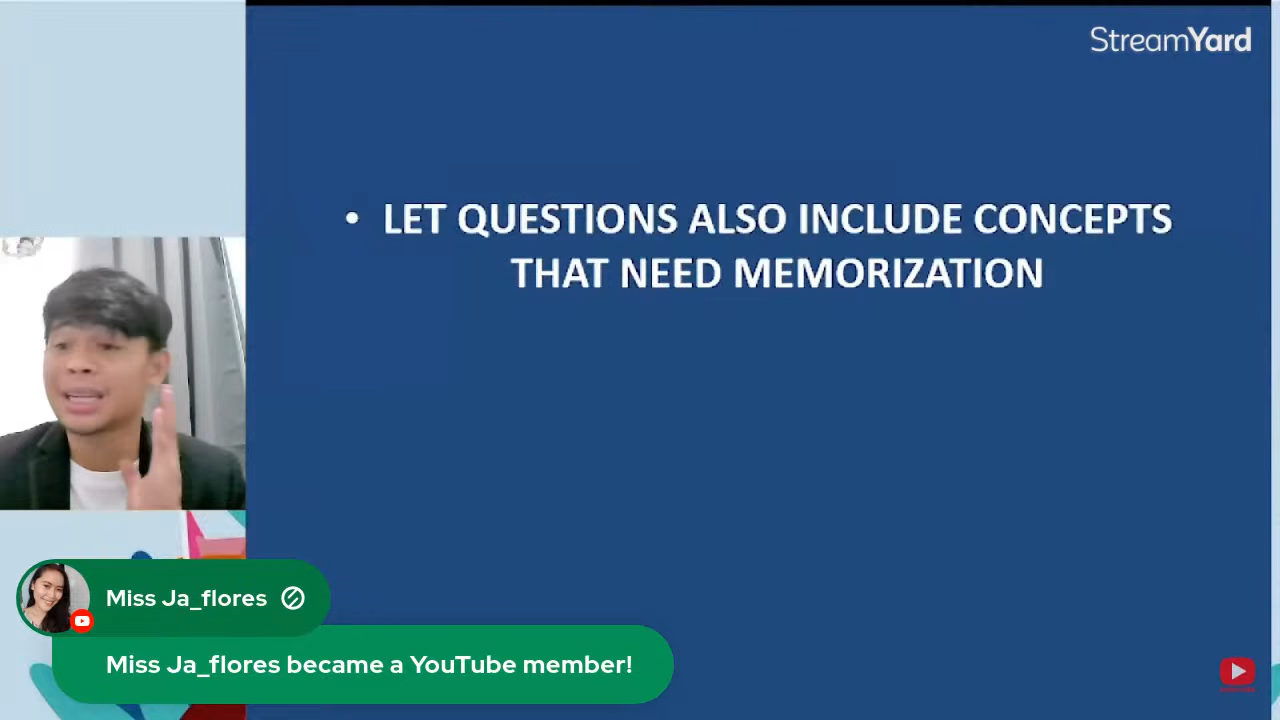 StreamYard
• LET QUESTIONS ALSO INCLUDE CONCEPTS
THAT NEED MEMORIZATION
Miss Ja_flores
Miss Ja_flores became a YouTube member!